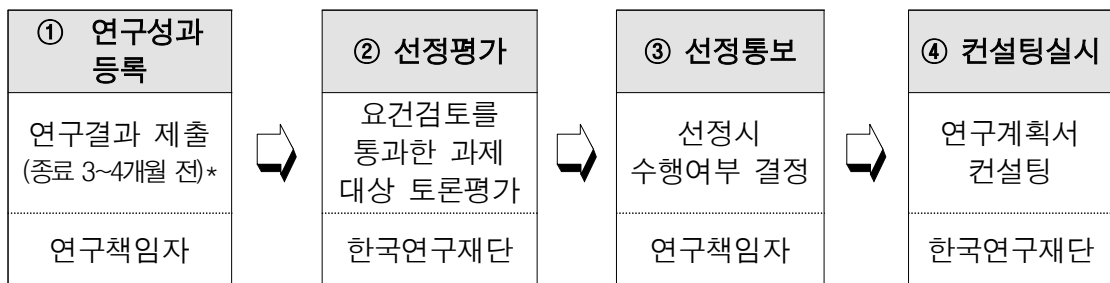 ① 연구성과
등록
연구결과 제출
(종료 3~4개월 전)*
연구책임자
② 선정평가
요건검토를
통과한 과제
대상 토론평가
한국연구재단
③ 선정통보
선정시
수행여부 결정
연구책임자
④ 컨설팅실시
연구계획서
컨설팅
한국연구재단